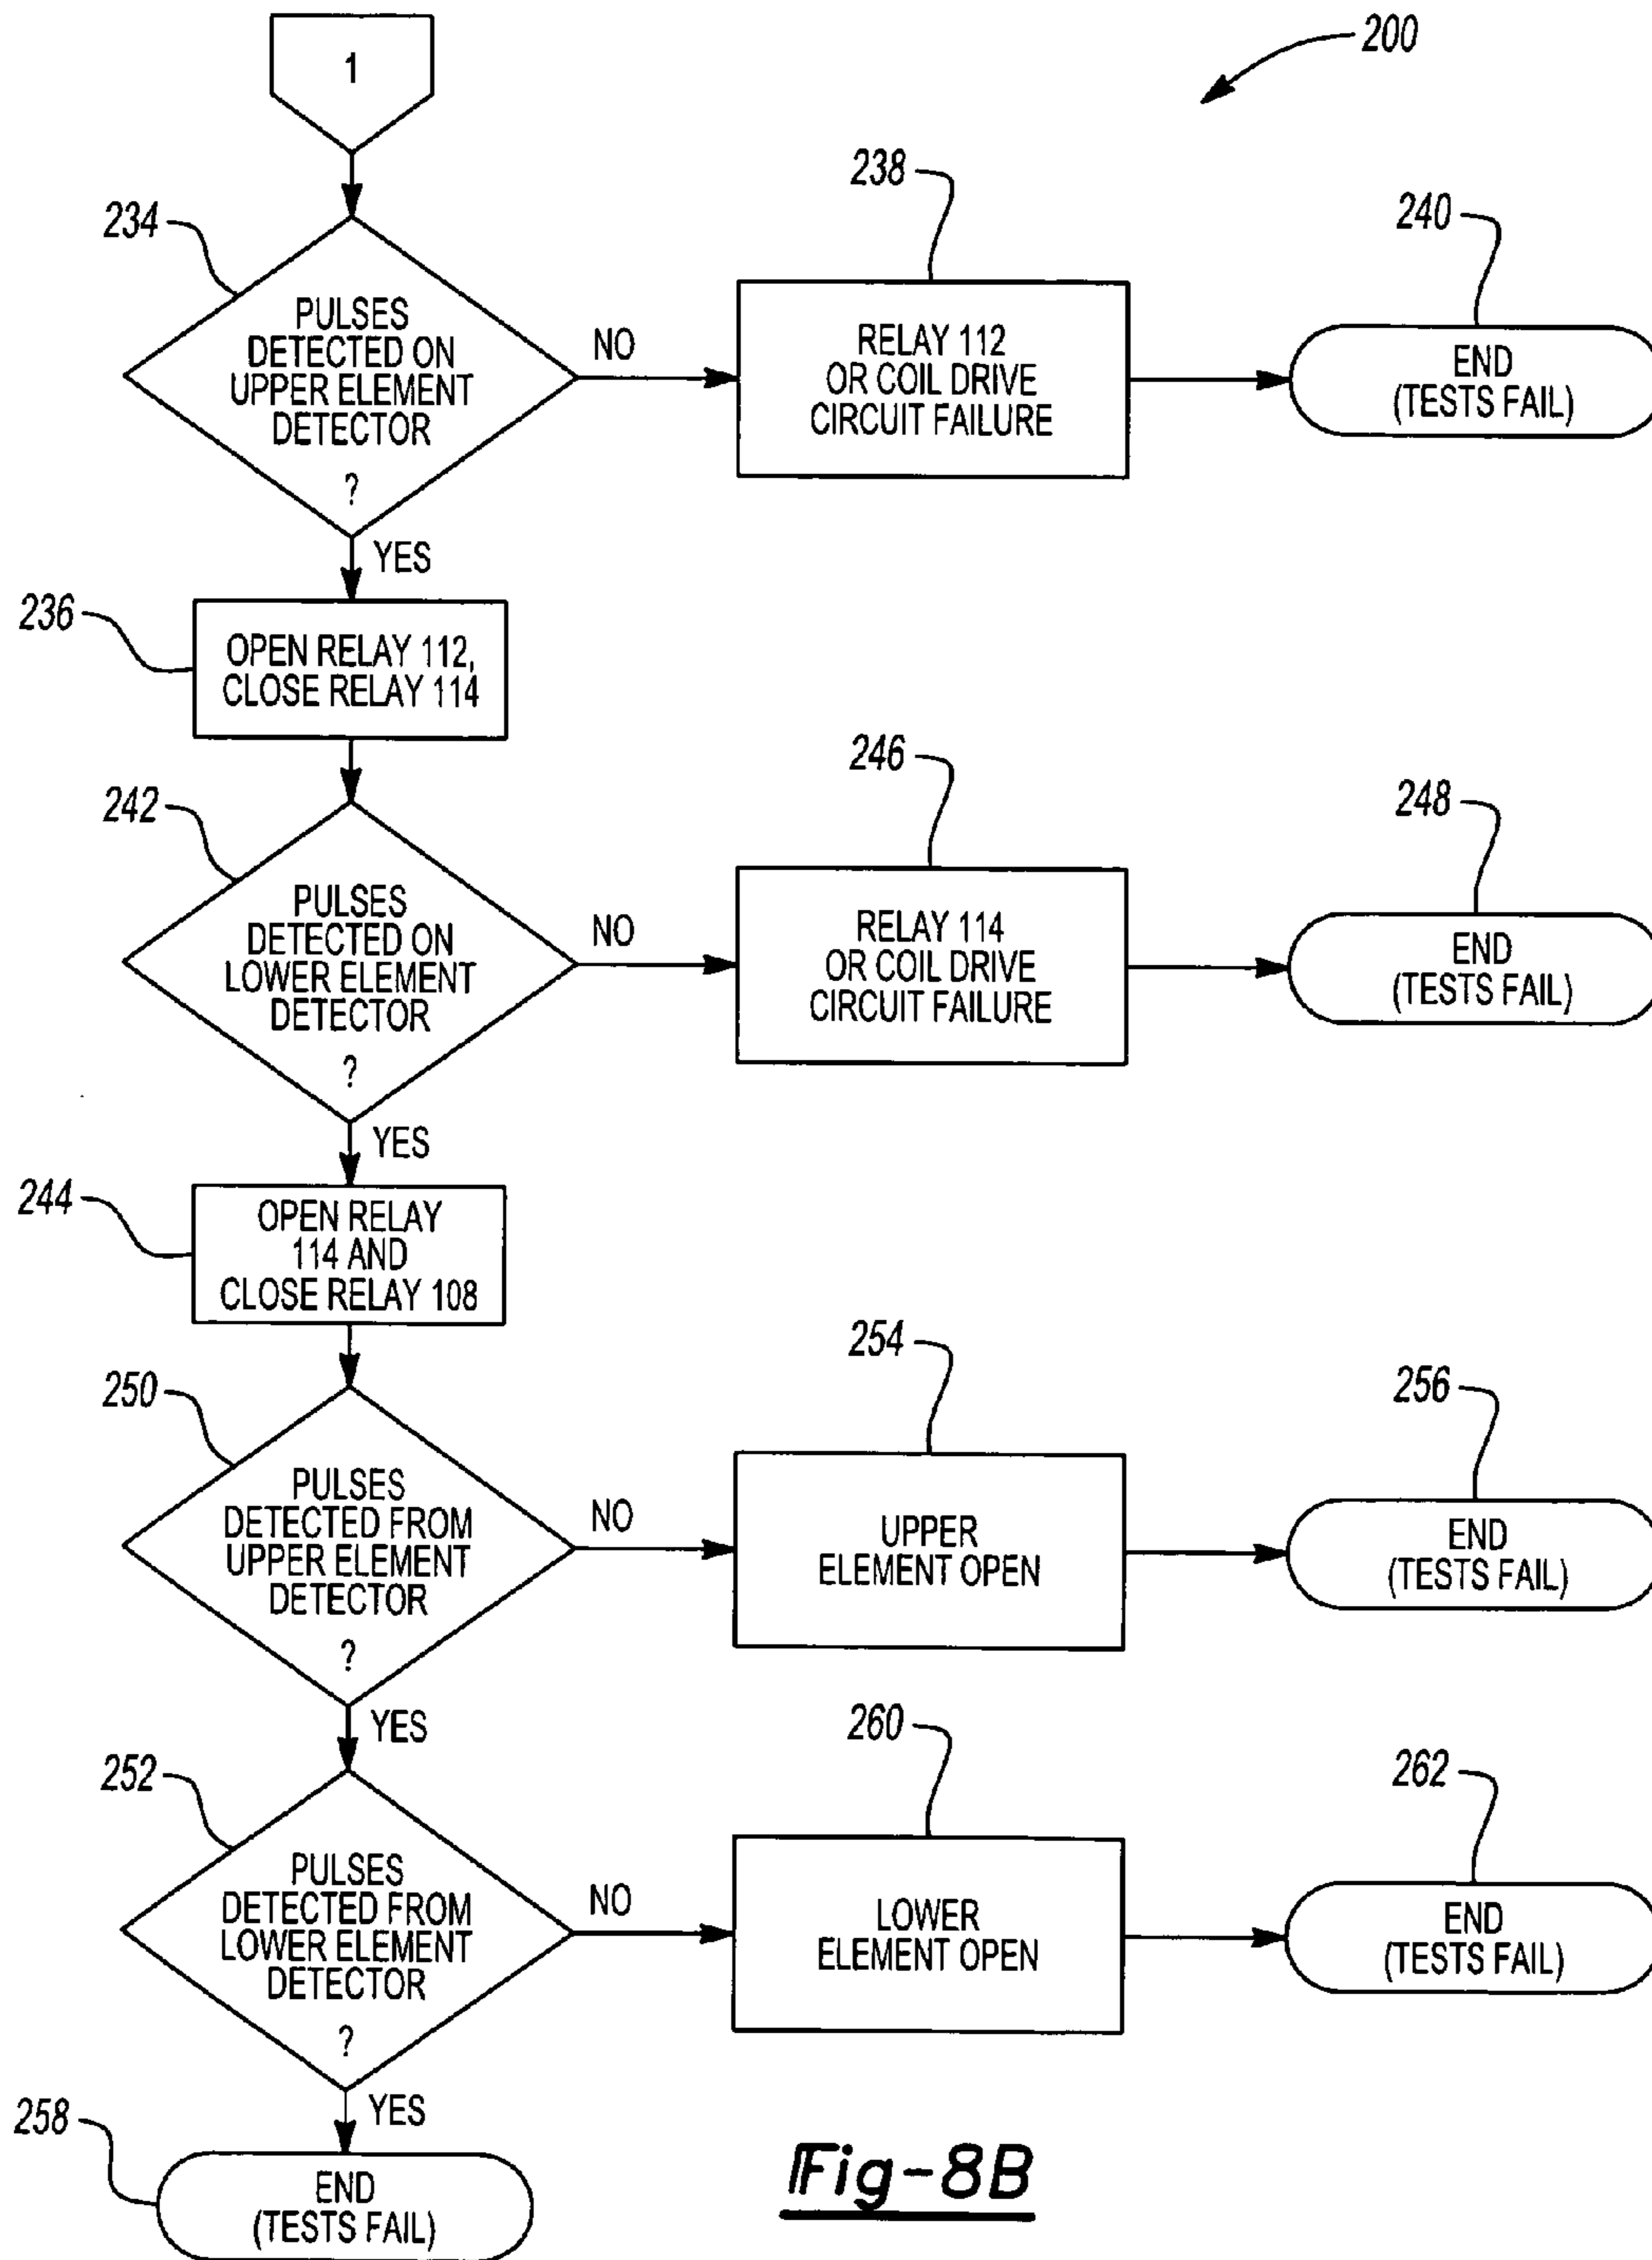 200
1
234
PULSES
DETECTED ON
UPPER ELEMENT
DETECTOR
?
NO
238
RELAY 112
OR COIL DRIVE
CIRCUIT FAILURE
240
END
(TESTS FAIL)
YES
236
OPEN RELAY 112,
CLOSE RELAY 114
242
PULSES
DETECTED ON
LOWER ELEMENT
DETECTOR
?
NO
246
RELAY 114
OR COIL DRIVE
CIRCUIT FAILURE
248
END
(TESTS FAIL)
YES
244
OPEN RELAY
114 AND
CLOSE RELAY 108
250
PULSES
DETECTED FROM
UPPER ELEMENT
DETECTOR
?
NO
254
UPPER
ELEMENT OPEN
256
END
(TESTS FAIL)
YES
252
PULSES
DETECTED FROM
LOWER ELEMENT
DETECTOR
?
NO
260
LOWER
ELEMENT OPEN
262
END
(TESTS FAIL)
YES
258
END
(TESTS FAIL)
Fig-8B